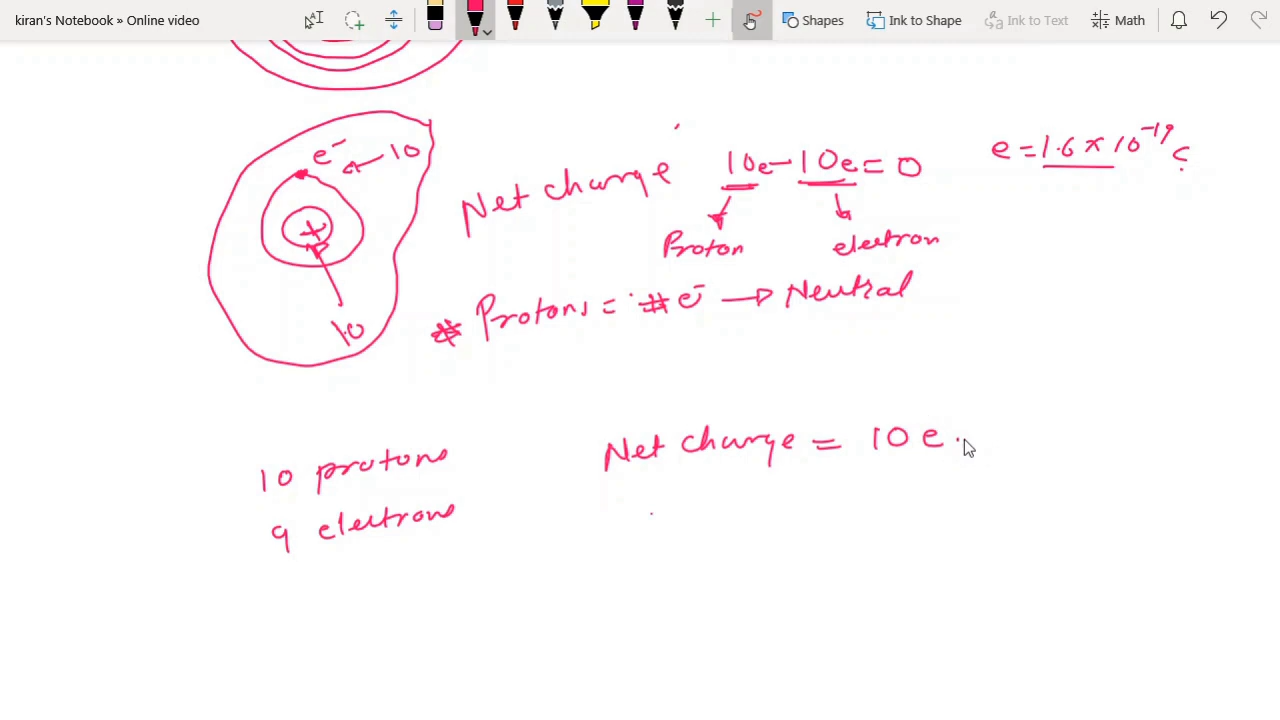 kiran's Notebook » Online video
Shapes
Ink to Shape
Ink to Text
Math
e⁻ ← 10
+
P
10
Net charge 10e - 10e = 0
Proton
electron
e = 1.6 × 10⁻¹⁹ C
# Protons = # e⁻ → Neutral
10 protons
9 electrons
Net charge = 10 e